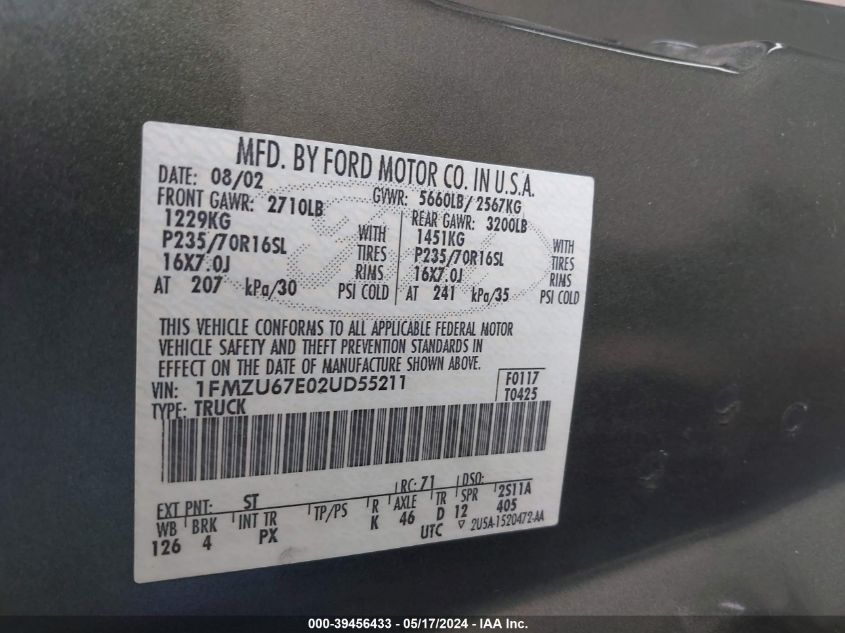 MFD. BY FORD MOTOR CO. IN U.S.A.
DATE: 08/02 GVWR: 5660LB/2567KG
FRONT GAWR: 2710LB REAR GAWR: 3200LB
1229KG WITH 1451KG WITH
P235/70R16SL TIRES P235/70R16SL TIRES
16X7.0J RIMS 16X7.0J RIMS
AT 207 kPa/30 PSI COLD AT 241 kPa/35 PSI COLD
THIS VEHICLE CONFORMS TO ALL APPLICABLE FEDERAL MOTOR
VEHICLE SAFETY AND THEFT PREVENTION STANDARDS IN
EFFECT ON THE DATE OF MANUFACTURE SHOWN ABOVE.
VIN: 1FMZU67E02UD55211 F0117
TYPE: TRUCK T0425
EXT PNT: ST RC: 71 DSO:
WB BRK INT TR TP/PS R AXLE TR SPR 2S11A
126 4 PX K 46 D 12 405
UTC 2U5A-1520472-AA
000-39456433 - 05/17/2024 - IAAI Inc.